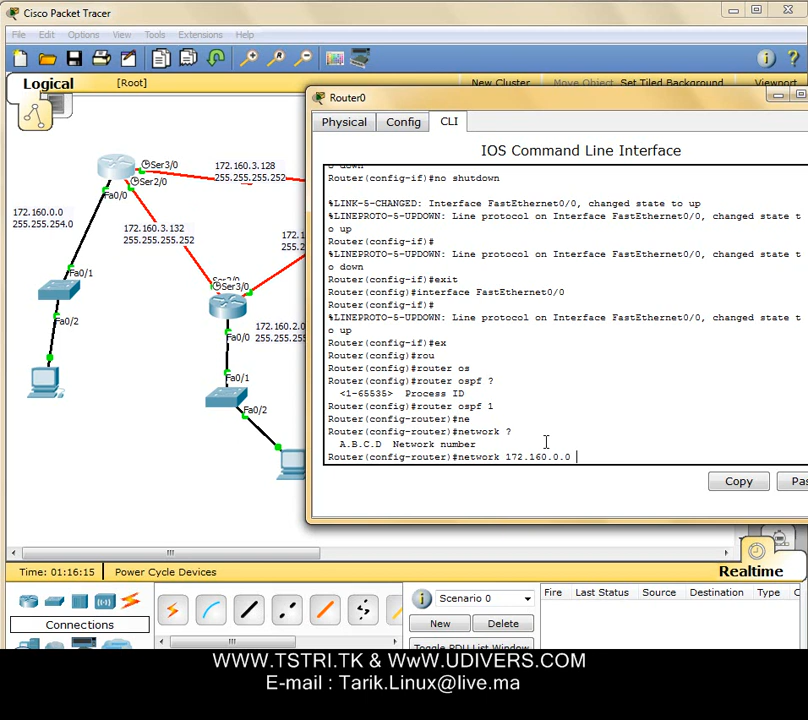 Cisco Packet Tracer
File Edit Options View Tools Extensions Help
Logical
[Root]
New Cluster
Move Object
Set Tiled Background
Viewport
Ser3/0
Ser2/0
Fa0/0
172.160.3.128
255.255.255.252
172.160.0.0
255.255.254.0
172.160.3.132
255.255.255.252
Fa0/1
Fa0/2
Ser3/0
Fa0/0
172.160.2.0
Fa0/1
Fa0/2
Router0
Physical Config CLI
IOS Command Line Interface
o down
Router(config-if)#no shutdown
%LINK-5-CHANGED: Interface FastEthernet0/0, changed state to up
%LINEPROTO-5-UPDOWN: Line protocol on Interface FastEthernet0/0, changed state t
o up
Router(config-if)#
%LINEPROTO-5-UPDOWN: Line protocol on Interface FastEthernet0/0, changed state t
o down
Router(config-if)#exit
Router(config)#interface FastEthernet0/0
Router(config-if)#
%LINEPROTO-5-UPDOWN: Line protocol on Interface FastEthernet0/0, changed state t
o up
Router(config-if)#ex
Router(config)#rou
Router(config)#router os
Router(config)#router ospf ?
<1-65535> Process ID
Router(config)#router ospf 1
Router(config-router)#ne
Router(config-router)#network ?
A.B.C.D Network number
Router(config-router)#network 172.160.0.0
Copy
Time: 01:16:15 Power Cycle Devices
Realtime
Connections
Scenario 0
New Delete
Toggle PDU List Window
Fire Last Status Source Destination Type
WWW.TSTRI.TK & WwW.UDIVERS.COM
E-mail : Tarik.Linux@live.ma